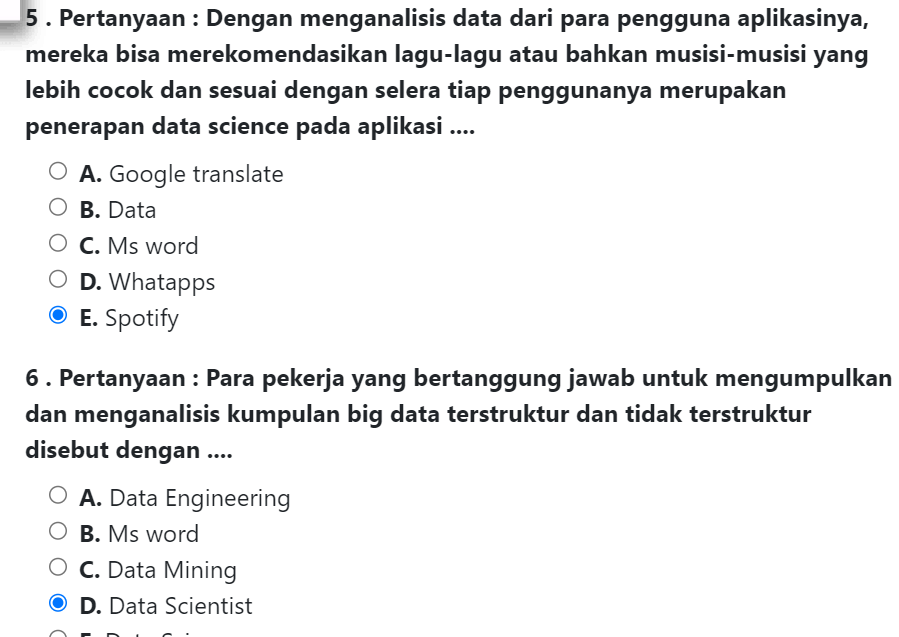 5 . Pertanyaan : Dengan menganalisis data dari para pengguna aplikasinya,
mereka bisa merekomendasikan lagu-lagu atau bahkan musisi-musisi yang
lebih cocok dan sesuai dengan selera tiap penggunanya merupakan
penerapan data science pada aplikasi ....
A. Google translate
B. Data
C. Ms word
D. Whatapps
E. Spotify
6 . Pertanyaan : Para pekerja yang bertanggung jawab untuk mengumpulkan
dan menganalisis kumpulan big data terstruktur dan tidak terstruktur
disebut dengan ....
A. Data Engineering
B. Ms word
C. Data Mining
D. Data Scientist